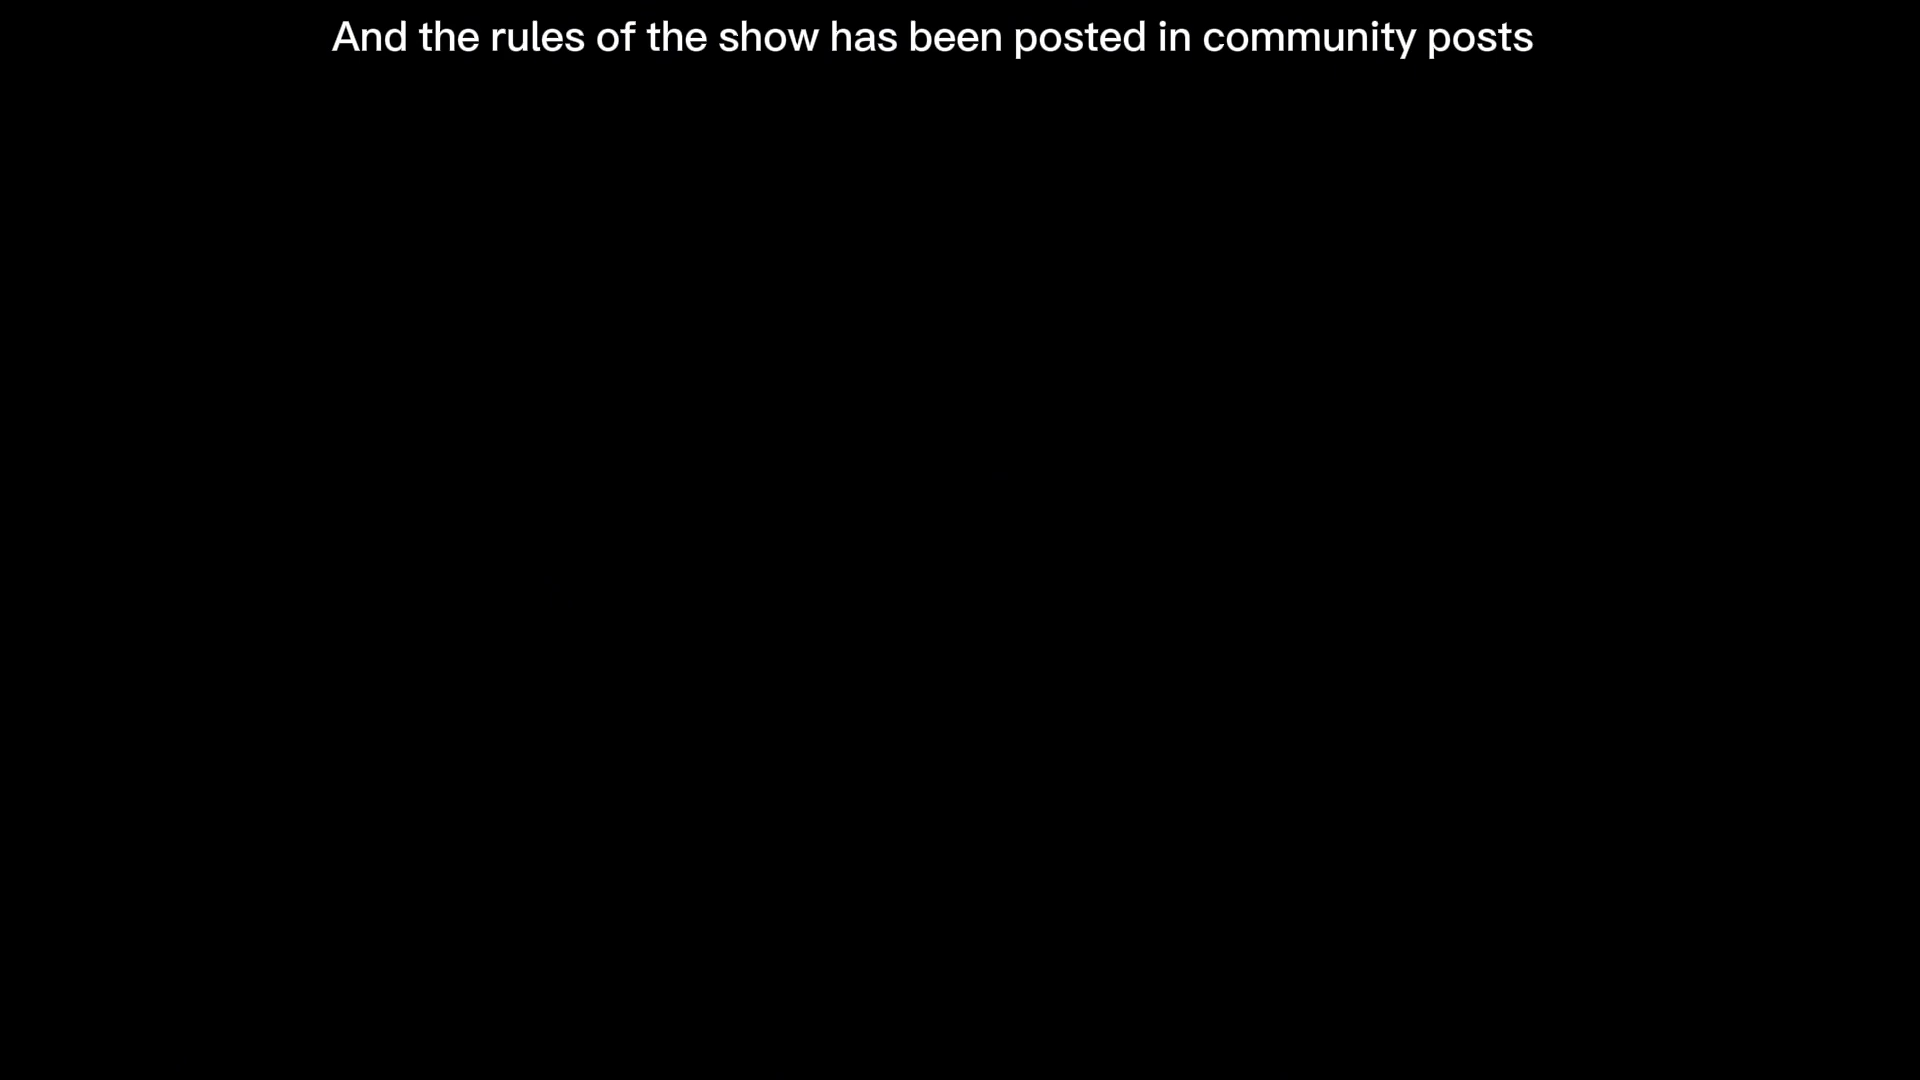 And the rules of the show has been posted in community posts